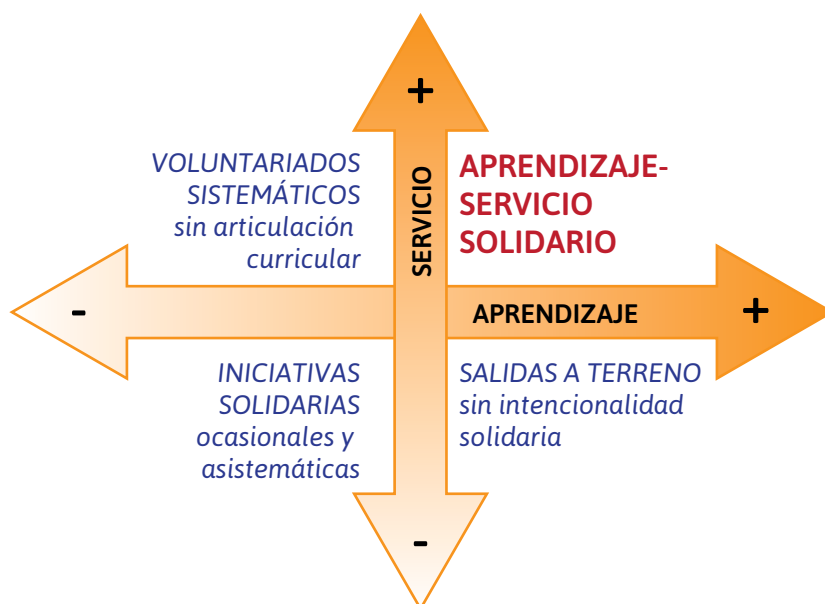 +
VOLUNTARIADOS
SISTEMÁTICOS
sin articulación
curricular
SERVICIO
APRENDIZAJE-
SERVICIO
SOLIDARIO
-
APRENDIZAJE
+
INICIATIVAS
SOLIDARIAS
ocasionales y
asistemáticas
SALIDAS A TERRENO
sin intencionalidad
solidaria
-